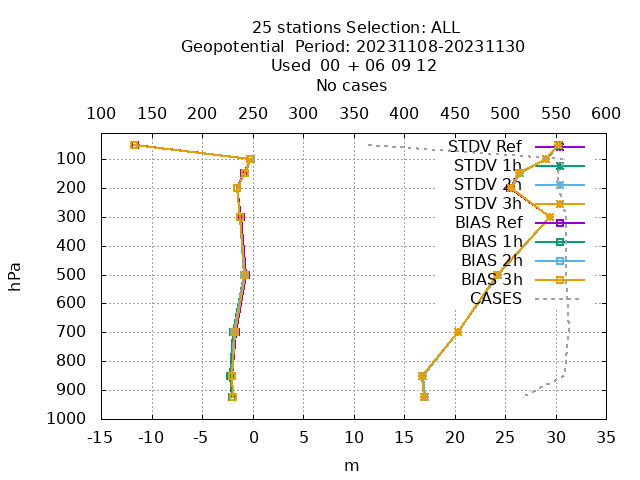 25 stations Selection: ALL
Geopotential  Period: 20231108-20231130
Used  00 + 06 09 12
No cases
100 150 200 250 300 350 400 450 500 550 600
STDV Ref
STDV 1h
STDV 2h
STDV 3h
BIAS Ref
BIAS 1h
BIAS 2h
BIAS 3h
CASES
hPa
100
200
300
400
500
600
700
800
900
1000
-15 -10 -5 0 5 10 15 20 25 30 35
m